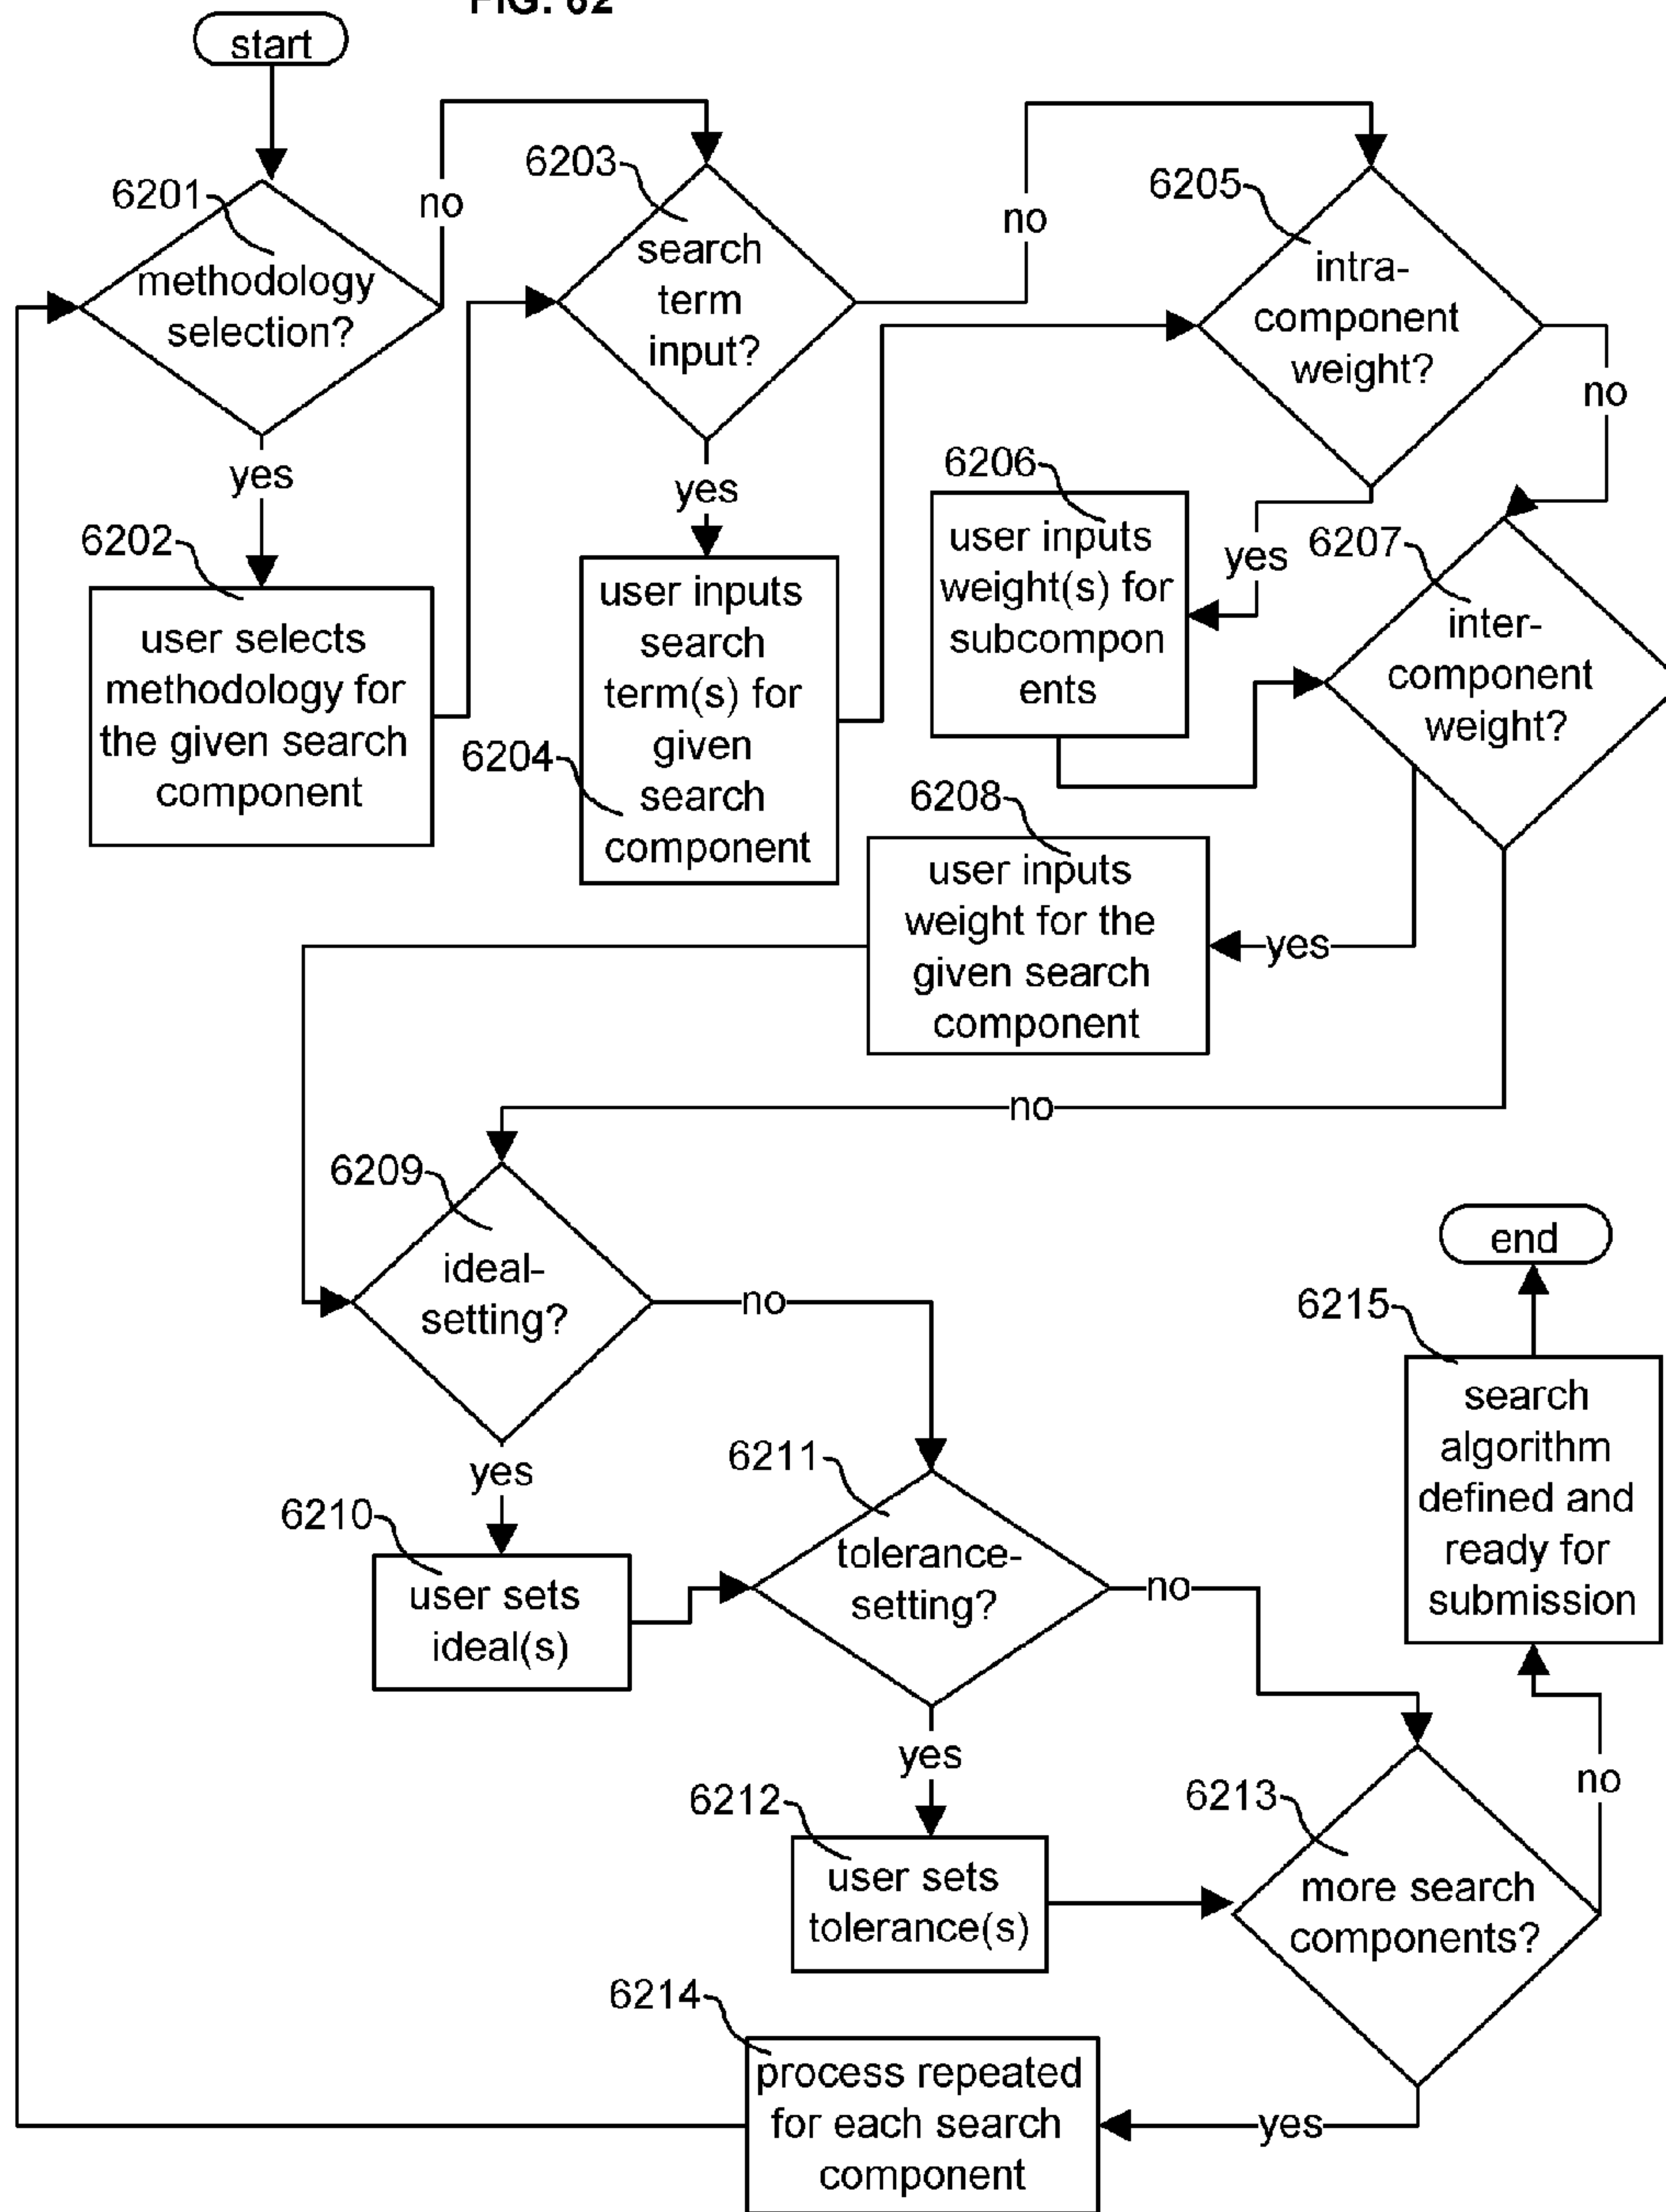 FIG. 62
start
6201
methodology
selection?
no
yes
6202
user selects
methodology for
the given search
component
6203
search
term
input?
no
yes
6204
user inputs
search
term(s) for
given
search
component
6205
intra-
component
weight?
no
yes
6206
user inputs
weight(s) for
subcompon
ents
6207
inter-
component
weight?
yes
6208
user inputs
weight for the
given search
component
no
6209
ideal-
setting?
no
yes
6210
user sets
ideal(s)
6211
tolerance-
setting?
no
yes
6212
user sets
tolerance(s)
6213
more search
components?
no
yes
6214
process repeated
for each search
component
6215
search
algorithm
defined and
ready for
submission
end